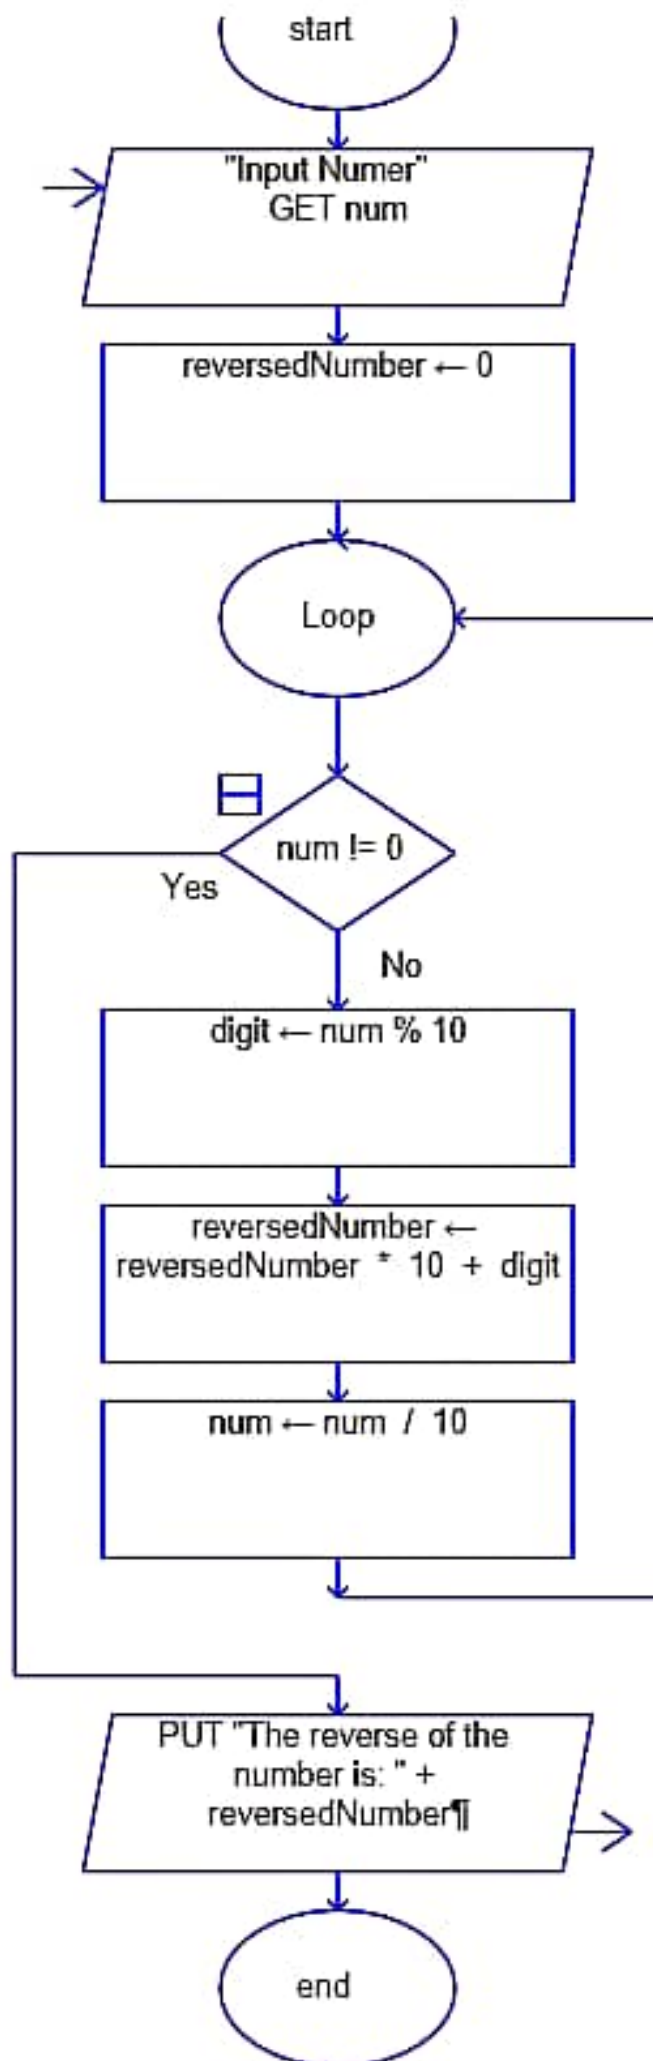 start
"Input Numer"
GET num
reversedNumber ← 0
Loop
num != 0
Yes
No
digit ← num % 10
reversedNumber ←
reversedNumber * 10 + digit
num ← num / 10
PUT "The reverse of the
number is: " +
reversedNumber¶
end